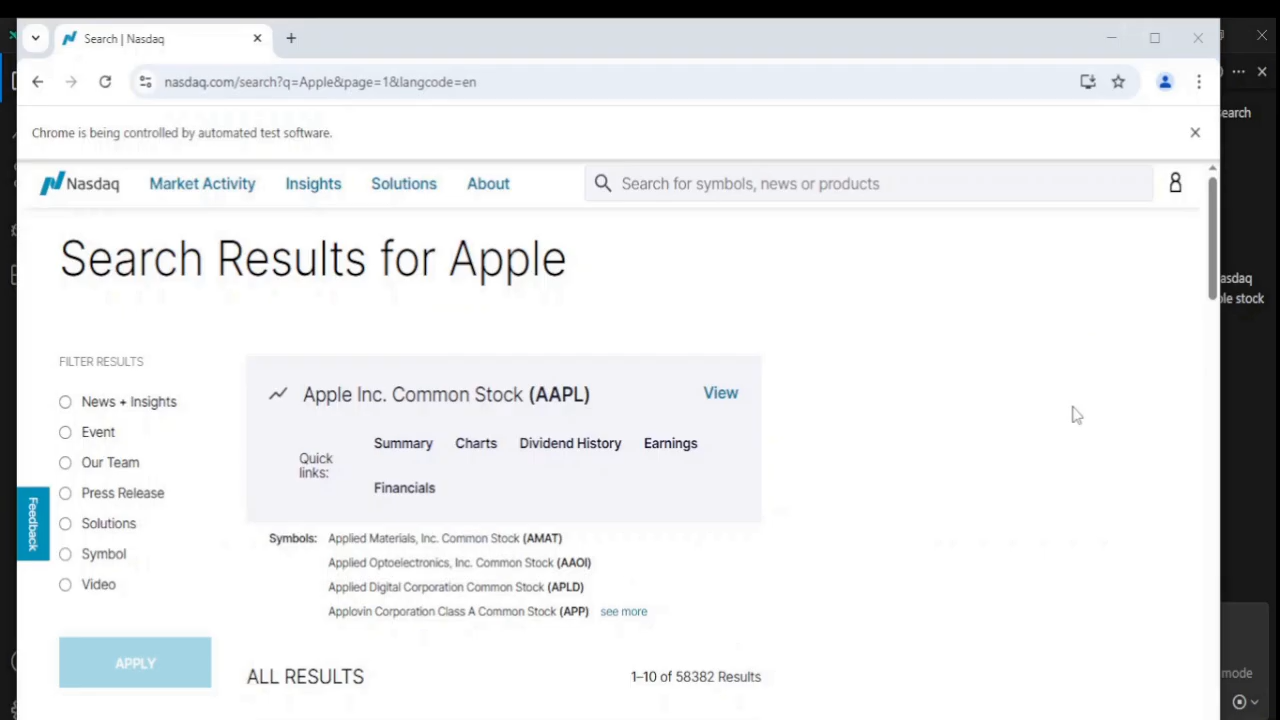 Search | Nasdaq
nasdaq.com/search?q=Apple&page=1&langcode=en
Chrome is being controlled by automated test software.
Nasdaq Market Activity Insights Solutions About Search for symbols, news or products
earch
Search Results for Apple
asdaq
ple stock
FILTER RESULTS
News + Insights
Event
Our Team
Press Release
Solutions
Symbol
Video
APPLY
Feedback
Apple Inc. Common Stock (AAPL) View
Quick links:
Summary Charts Dividend History Earnings
Financials
Symbols: Applied Materials, Inc. Common Stock (AMAT)
Applied Optoelectronics, Inc. Common Stock (AAOI)
Applied Digital Corporation Common Stock (APLD)
Applovin Corporation Class A Common Stock (APP) see more
ALL RESULTS 1–10 of 58382 Results
mode